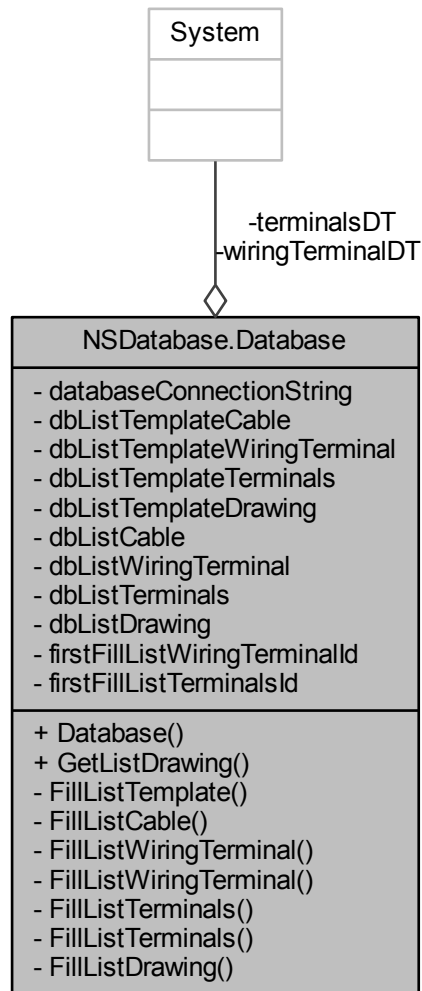 System
-terminalsDT
-wiringTerminalDT
NSDatabase.Database
- databaseConnectionString
- dbListTemplateCable
- dbListTemplateWiringTerminal
- dbListTemplateTerminals
- dbListTemplateDrawing
- dbListCable
- dbListWiringTerminal
- dbListTerminals
- dbListDrawing
- firstFillListWiringTerminalId
- firstFillListTerminalsId
+ Database()
+ GetListDrawing()
- FillListTemplate()
- FillListCable()
- FillListWiringTerminal()
- FillListWiringTerminal()
- FillListTerminals()
- FillListTerminals()
- FillListDrawing()